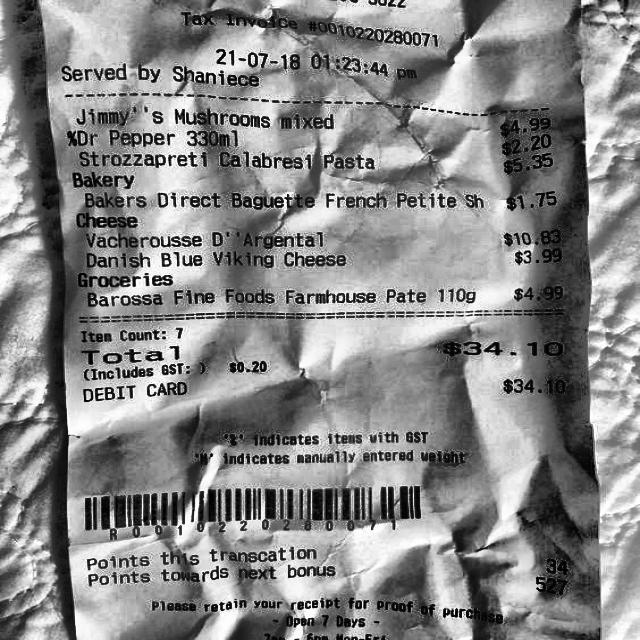 Tax Invoice #0010220280071
21-07-18 01:23:44 pm
Served by Shaniece
Jimmy''s Mushrooms mixed $4.99
%Dr Pepper 330ml $2.20
Strozzapreti Calabresi Pasta $5.35
Bakery
Bakers Direct Baguette French Petite Sh $1.75
Cheese
Vacherousse D''Argental $10.83
Danish Blue Viking Cheese $3.99
Groceries
Barossa Fine Foods Farmhouse Pate 110g $4.99
Item Count: 7
Total $34.10
(Includes GST: ) $0.20
DEBIT CARD $34.10
'%' indicates items with GST
'M' indicates manually entered weight
R0010220280071
Points this transcation 34
Points towards next bonus 527
Please retain your receipt for proof of purchase
- Open 7 Days -
7am - 6pm Mon-Fri